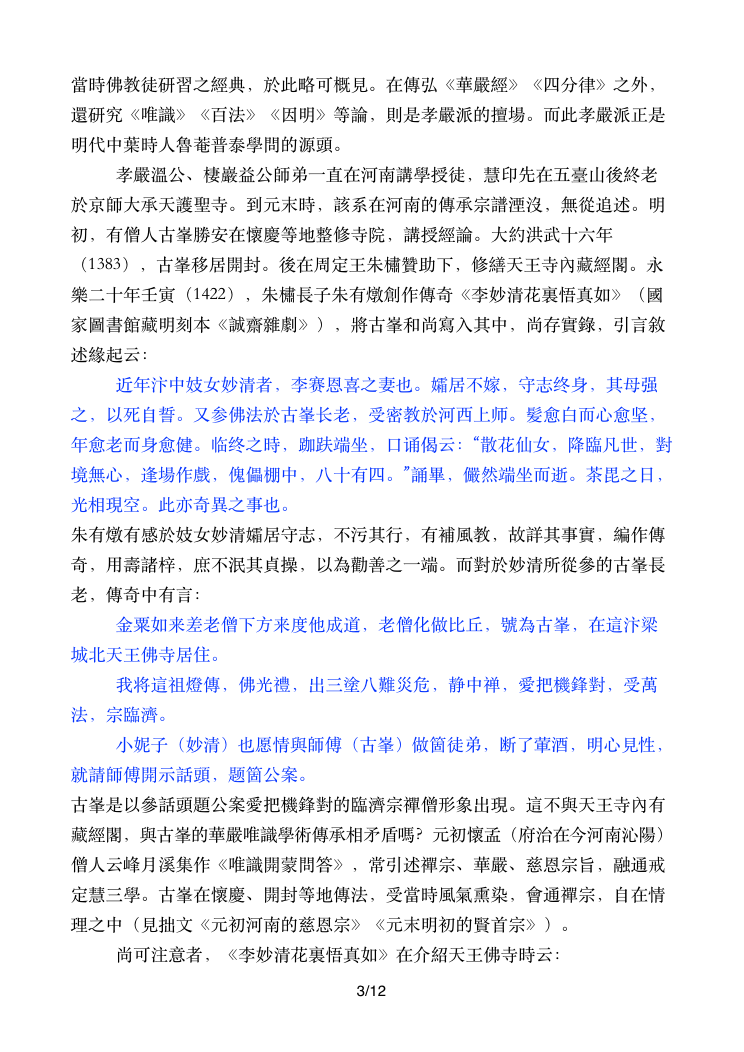 當時佛教徒研習之經典，於此略可概見。在傳弘《華嚴經》《四分律》之外，
還研究《唯識》《百法》《因明》等論，則是孝嚴派的擅場。而此孝嚴派正是
明代中葉時人魯菴普泰學問的源頭。
孝嚴溫公、棲巖益公師弟一直在河南講學授徒，慧印先在五臺山後終老
於京師大承天護聖寺。到元末時，該系在河南的傳承宗譜湮沒，無從追述。明
初，有僧人古峯勝安在懷慶等地整修寺院，講授經論。大約洪武十六年
（1383），古峯移居開封。後在周定王朱橚贊助下，修繕天王寺內藏經閣。永
樂二十年壬寅（1422），朱橚長子朱有燉創作傳奇《李妙清花裏悟真如》（國
家圖書館藏明刻本《誠齋雜劇》），將古峯和尚寫入其中，尚存實錄，引言敘
述緣起云：
近年汴中妓女妙清者，李赛恩喜之妻也。孀居不嫁，守志终身，其母强
之，以死自誓。又参佛法於古峯长老，受密教於河西上师。髮愈白而心愈坚，
年愈老而身愈健。临终之時，跏趺端坐，口诵偈云：“散花仙女，降臨凡世，對
境無心，逢場作戲，傀儡棚中，八十有四。”誦畢，儼然端坐而逝。茶毘之日，
光相現空。此亦奇異之事也。
朱有燉有感於妓女妙清孀居守志，不污其行，有補風教，故詳其事實，編作傳
奇，用壽諸梓，庶不泯其貞操，以為勸善之一端。而對於妙清所從參的古峯長
老，傳奇中有言：
金粟如来差老僧下方来度他成道，老僧化做比丘，號為古峯，在這汴梁
城北天王佛寺居住。
我将這祖燈傳，佛光禮，出三塗八難災危，静中禅，愛把機鋒對，受萬
法，宗臨濟。
小妮子（妙清）也愿情與師傅（古峯）做箇徒弟，断了葷酒，明心見性，
就請師傅開示話頭，题箇公案。
古峯是以參話頭題公案愛把機鋒對的臨濟宗禪僧形象出現。這不與天王寺內有
藏經閣，與古峯的華嚴唯識學術傳承相矛盾嗎？元初懷孟（府治在今河南沁陽）
僧人云峰月溪集作《唯識開蒙問答》，常引述禪宗、華嚴、慈恩宗旨，融通戒
定慧三學。古峯在懷慶、開封等地傳法，受當時風氣熏染，會通禪宗，自在情
理之中（見拙文《元初河南的慈恩宗》《元末明初的賢首宗》）。
尚可注意者，《李妙清花裏悟真如》在介紹天王佛寺時云：
3/12